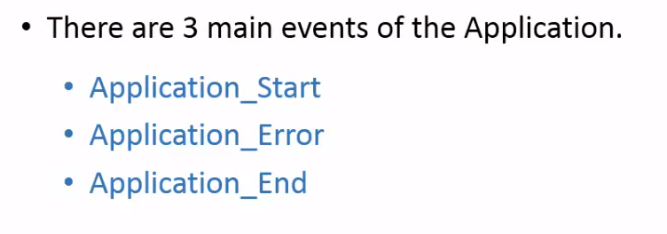 • There are 3 main events of the Application.
• Application_Start
• Application_Error
• Application_End